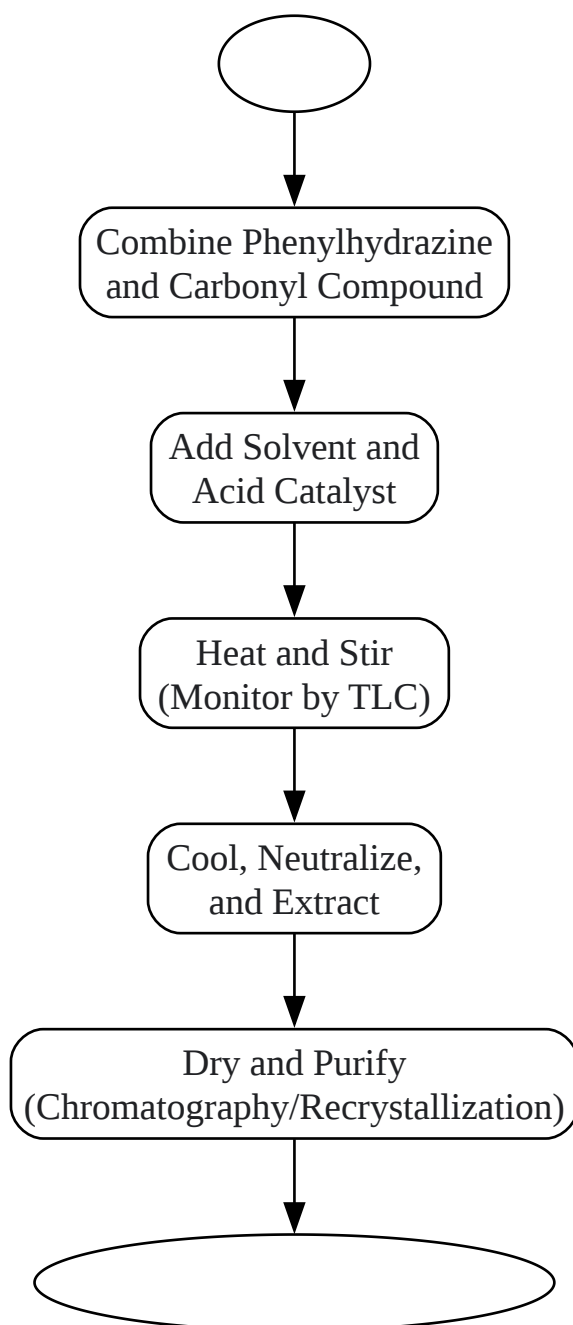 Combine Phenylhydrazine
and Carbonyl Compound
Add Solvent and
Acid Catalyst
Heat and Stir
(Monitor by TLC)
Cool, Neutralize,
and Extract
Dry and Purify
(Chromatography/Recrystallization)